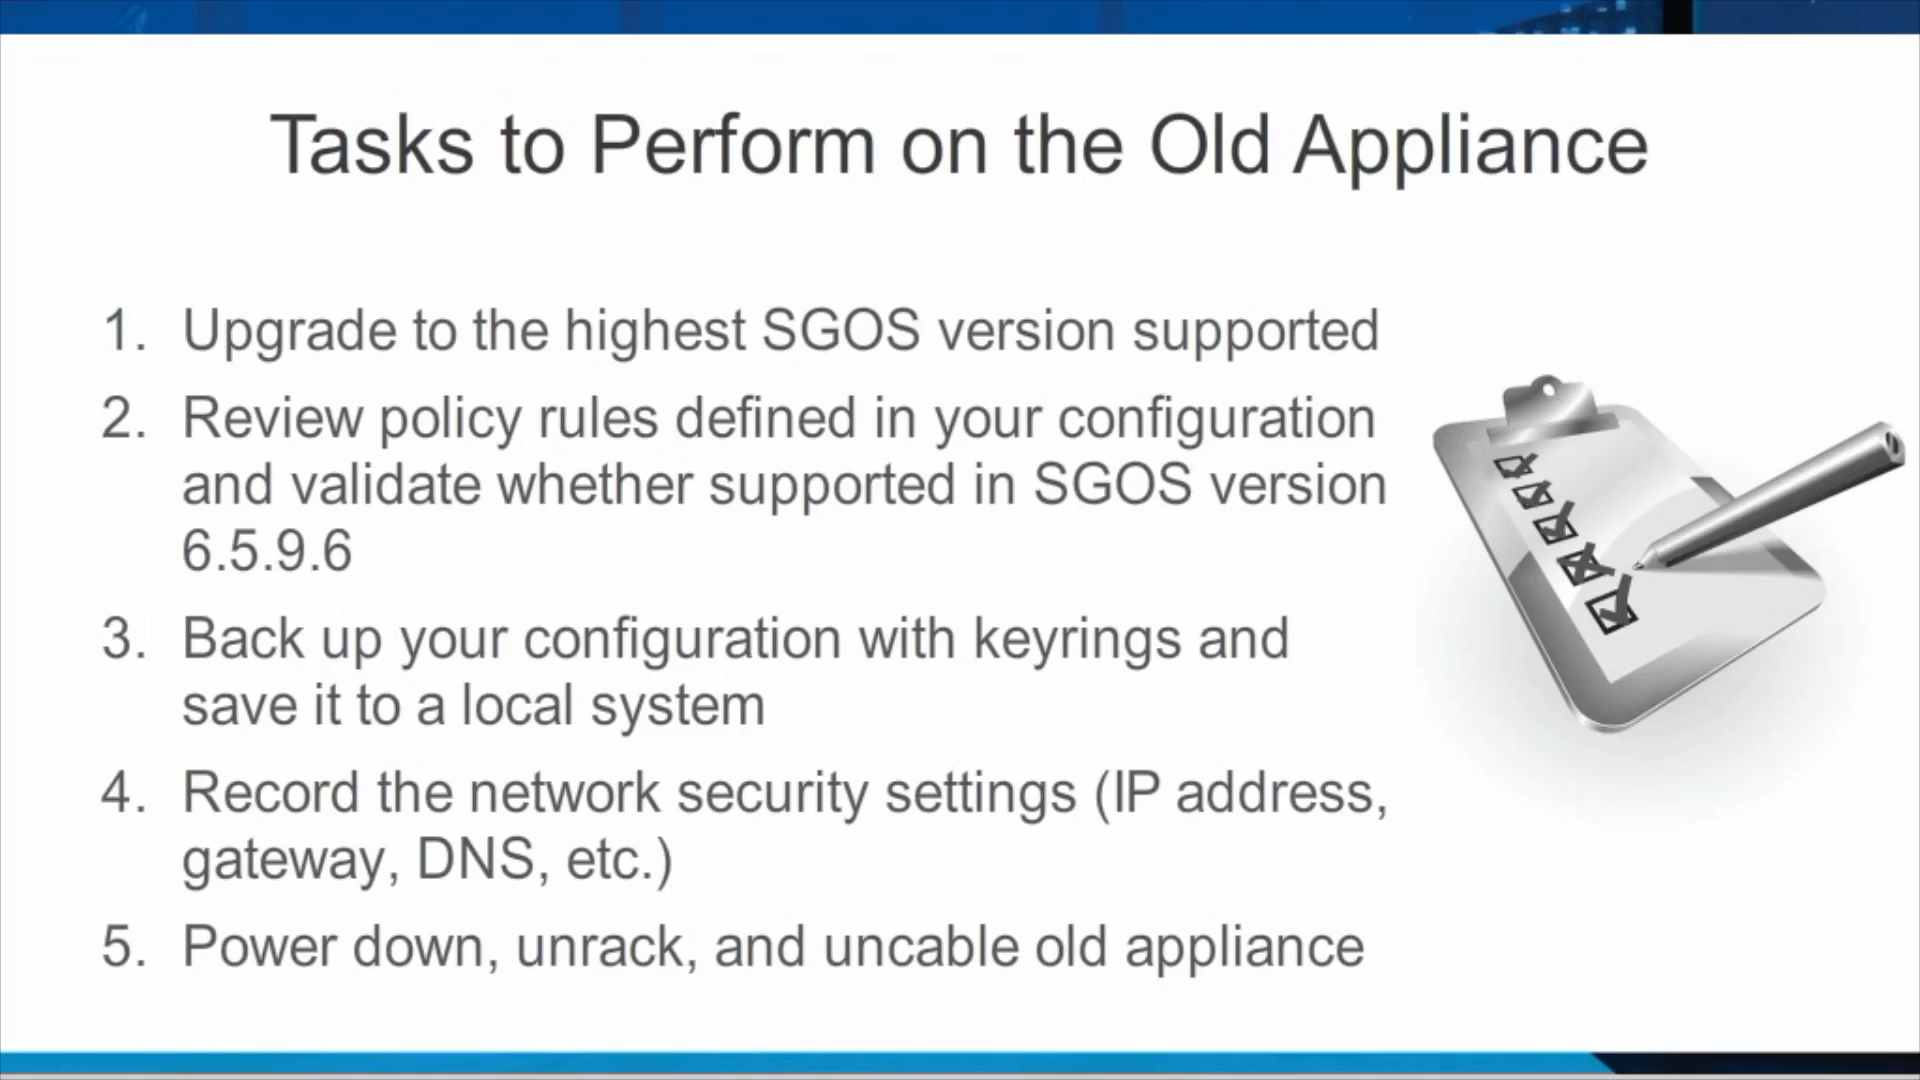 Tasks to Perform on the Old Appliance
1. Upgrade to the highest SGOS version supported
2. Review policy rules defined in your configuration
and validate whether supported in SGOS version
6.5.9.6
3. Back up your configuration with keyrings and
save it to a local system
4. Record the network security settings (IP address,
gateway, DNS, etc.)
5. Power down, unrack, and uncable old appliance